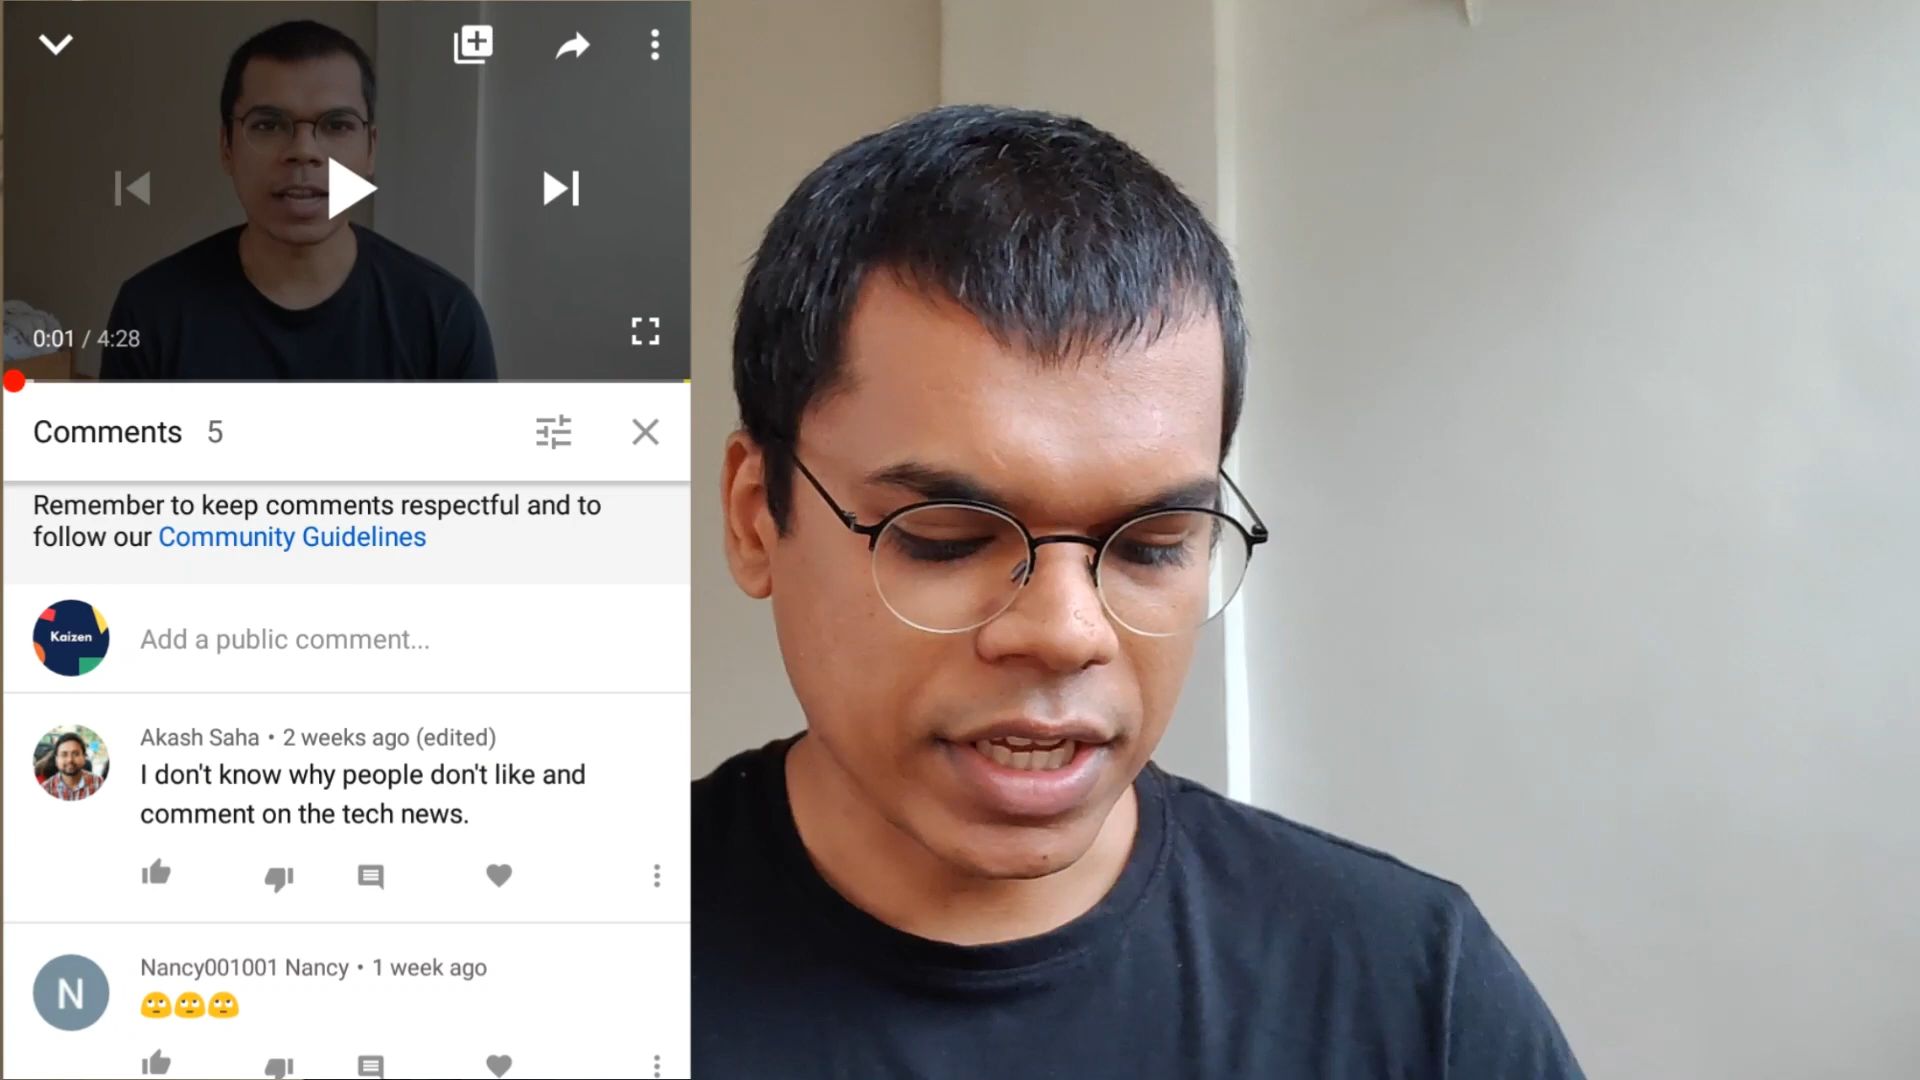 0:01 / 4:28
Comments 5
Remember to keep comments respectful and to
follow our Community Guidelines
Kaizen
Add a public comment...
Akash Saha • 2 weeks ago (edited)
I don't know why people don't like and
comment on the tech news.
N
Nancy001001 Nancy • 1 week ago
🙄🙄🙄